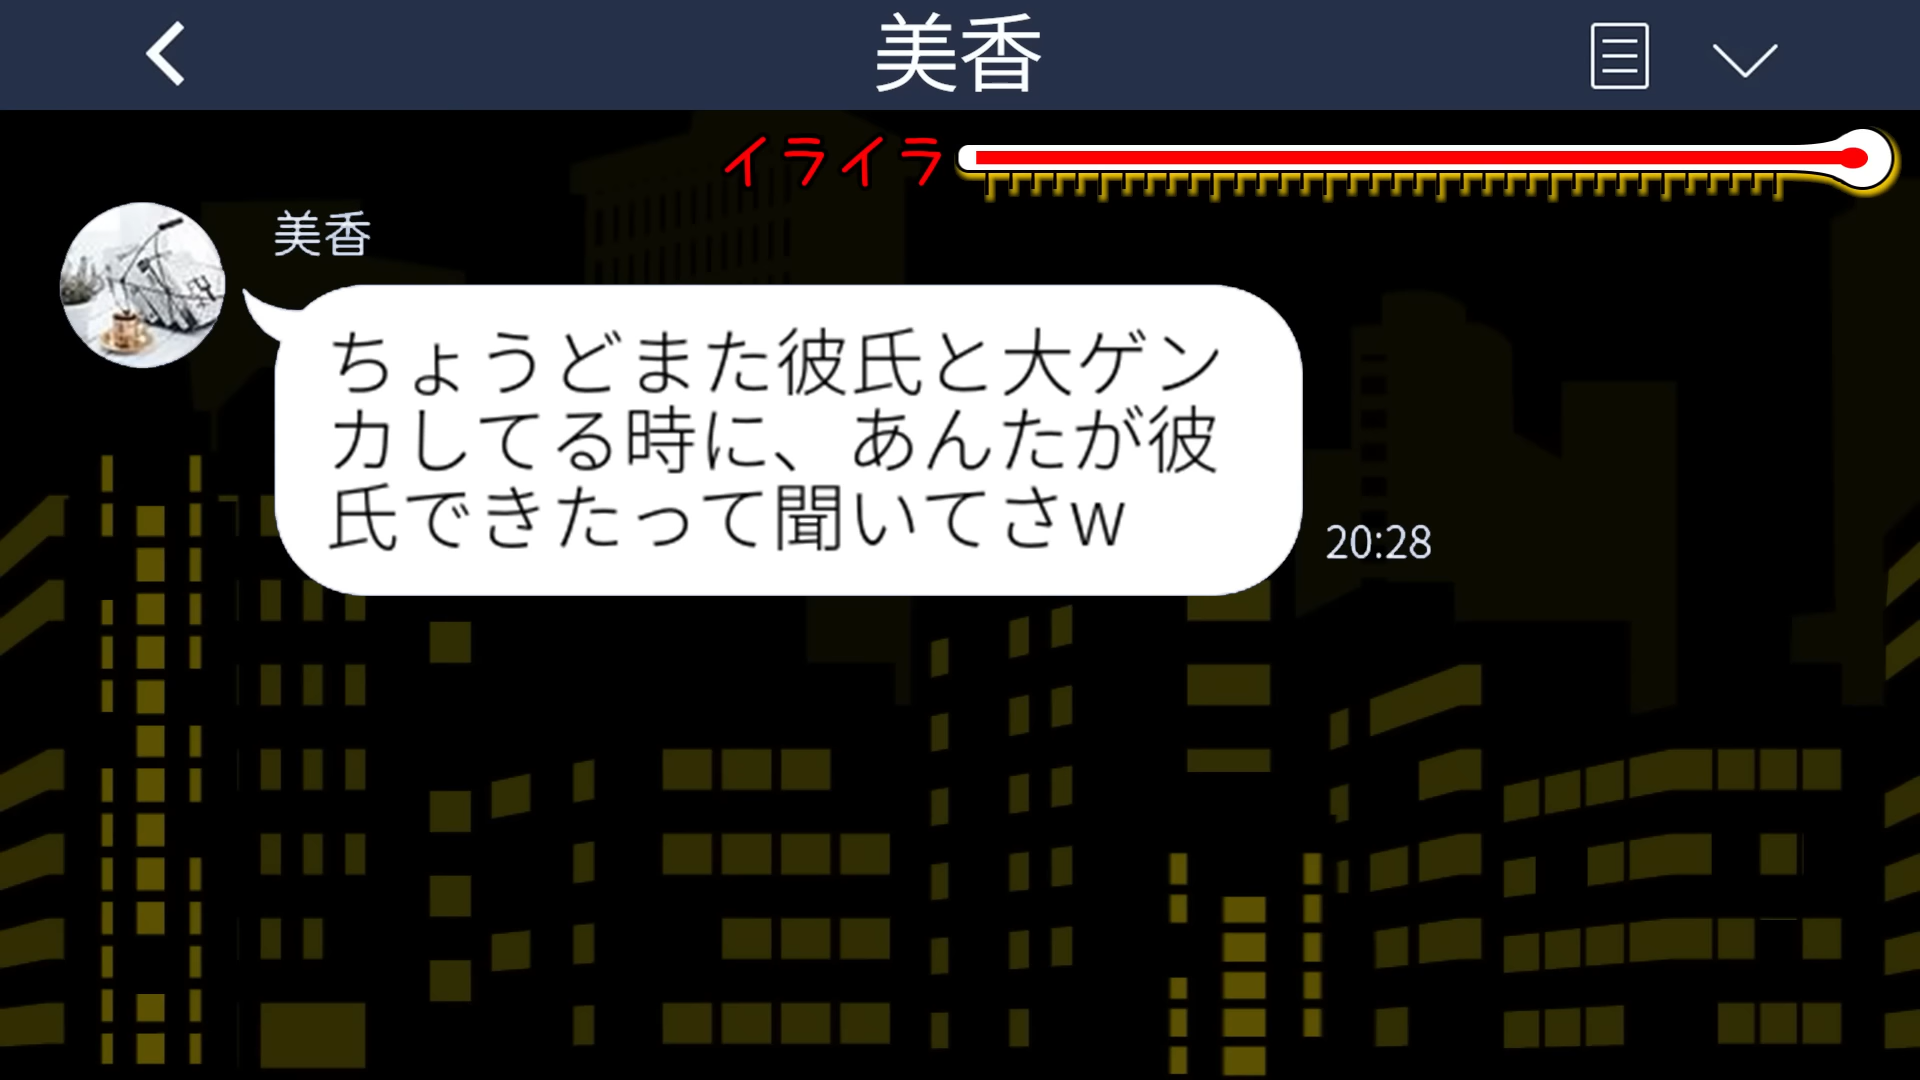 美香
イライラ
美香
ちょうどまた彼氏と大ゲン
カしてる時に、あんたが彼
氏できたって聞いてさw
20:28